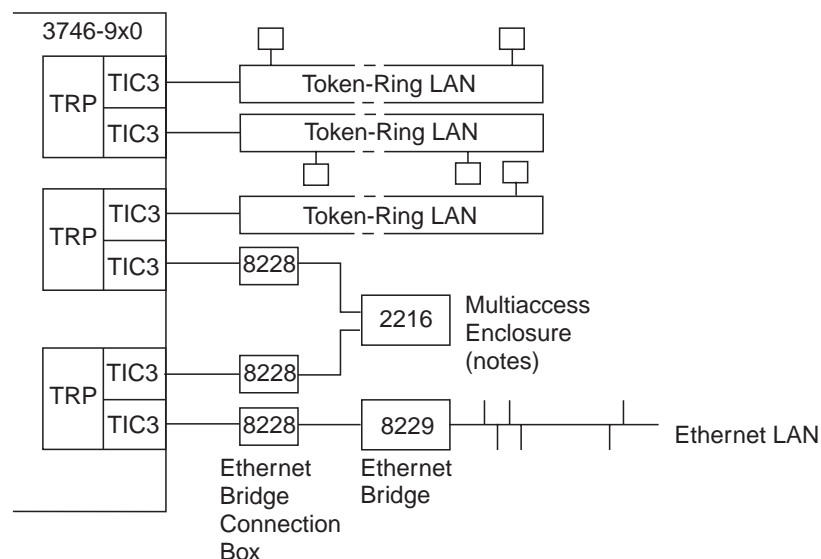 3746-9x0
TRP
TIC3
Token-Ring LAN
TIC3
Token-Ring LAN
TRP
TIC3
Token-Ring LAN
TIC3
8228
2216
Multiaccess
Enclosure
(notes)
TRP
TIC3
8228
TIC3
8228
8229
Ethernet LAN
Ethernet
Bridge
Connection
Box
Ethernet
Bridge